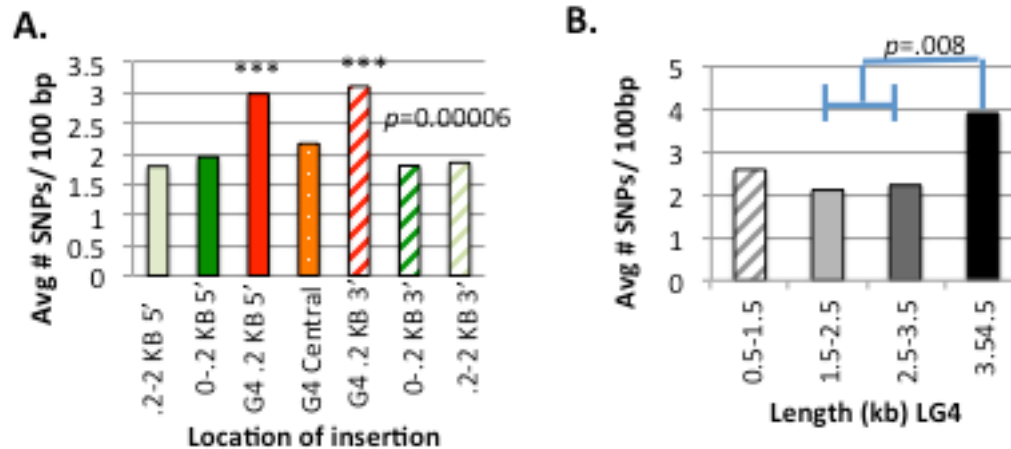 A.
Avg # SNPs/ 100 bp
3.5
3
2.5
2
1.5
1
0.5
0
***
***
p=0.00006
.2-2 KB 5'
0-.2 KB 5'
G4 .2 KB 5'
G4 Central
G4 .2 KB 3'
0-.2 KB 3'
.2-2 KB 3'
Location of insertion
B.
Avg # SNPs/ 100bp
5
4
3
2
1
0
p=.008
0.5-1.5
1.5-2.5
2.5-3.5
3.54.5
Length (kb) LG4